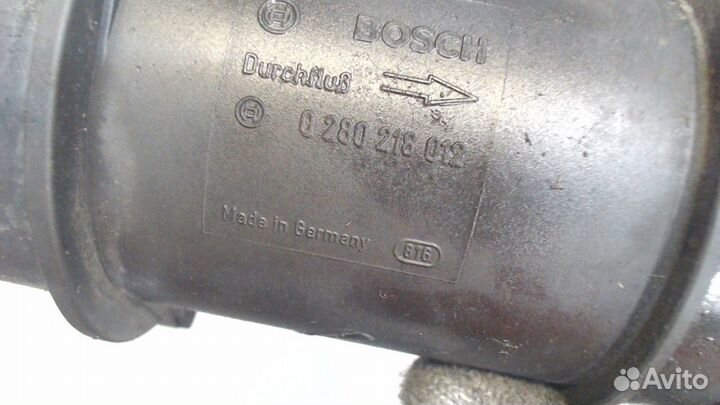 BOSCH
Durchfluß
0 280 218 012
Made in Germany
816
Avito